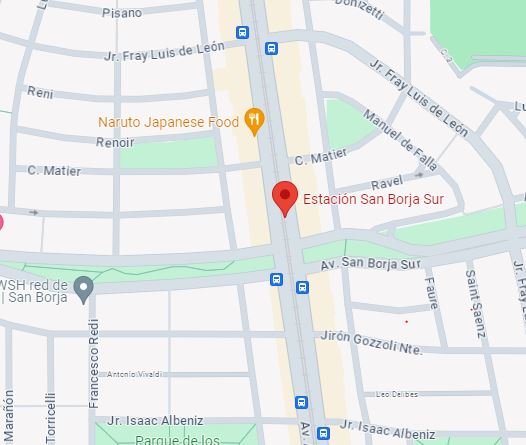 Pisano
Donizetti
Jr. Fray Luis de León
Jr. Fray Luis de León
Reni
Naruto Japanese Food
Renoir
Manuel de Falla
C. Matier
C. Matier
Ravel
Estación San Borja Sur
Av. San Borja Sur
WSH red de
| San Borja
Faure
Saint Saenz
Jr. Fray Lu
Francesco Redi
Jirón Gozzoli Nte.
Antonio Vivaldi
Leo Delibes
Marañón
Torricelli
Jr. Isaac Albeniz
Av.
Jr. Isaac Albeniz
Parque de los